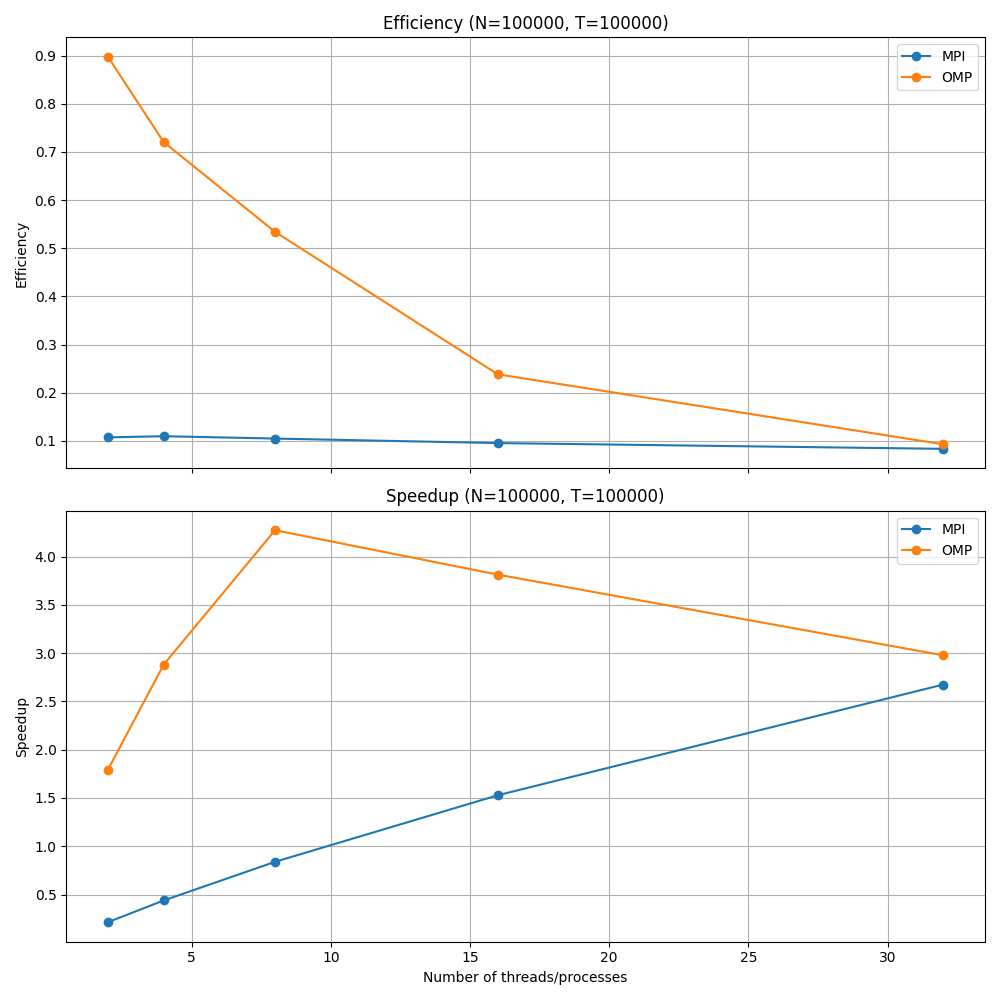 Efficiency (N=100000, T=100000)
MPI
OMP
0.9
0.8
0.7
0.6
0.5
0.4
0.3
0.2
0.1
Efficiency
Speedup (N=100000, T=100000)
MPI
OMP
4.0
3.5
3.0
2.5
2.0
1.5
1.0
0.5
Speedup
5 10 15 20 25 30
Number of threads/processes